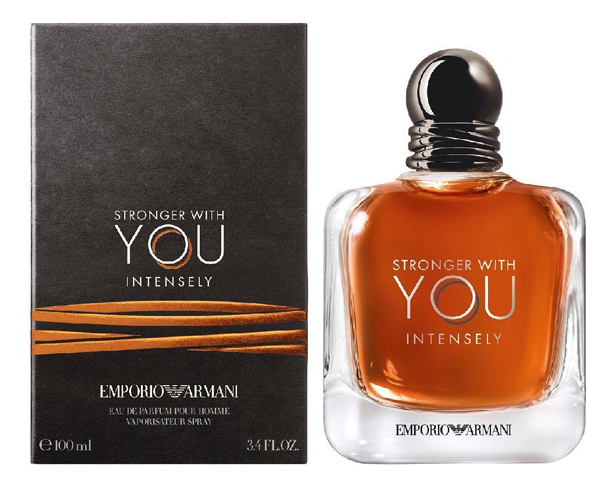 STRONGER WITH
YOU
INTENSELY
EMPORIO ARMANI
EAU DE PARFUM POUR HOMME
VAPORISATEUR SPRAY
℮ 100 ml 3.4 FL.OZ.
STRONGER WITH
YOU
INTENSELY
EMPORIO ARMANI